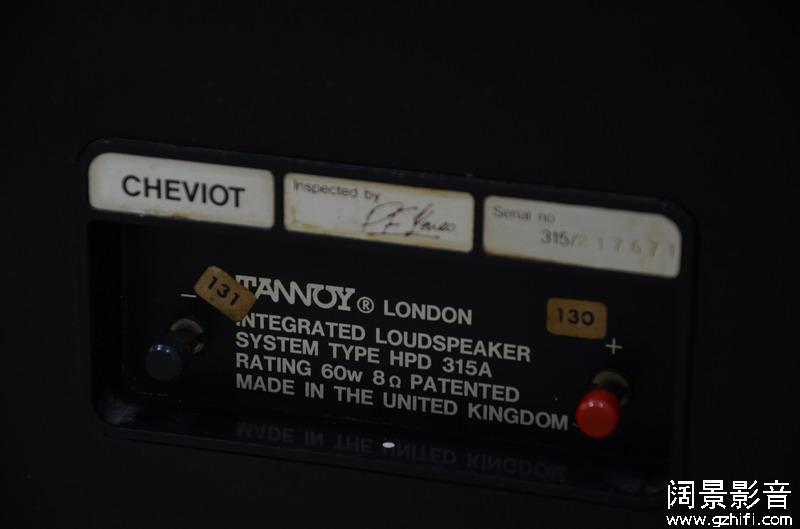 CHEVIOT
Inspected by
Serial no
315/217671
131
130
TANNOY ® LONDON
INTEGRATED LOUDSPEAKER
SYSTEM TYPE HPD 315A
RATING 60w 8Ω PATENTED
MADE IN THE UNITED KINGDOM
- +
阔景影音
www.gzhifi.com